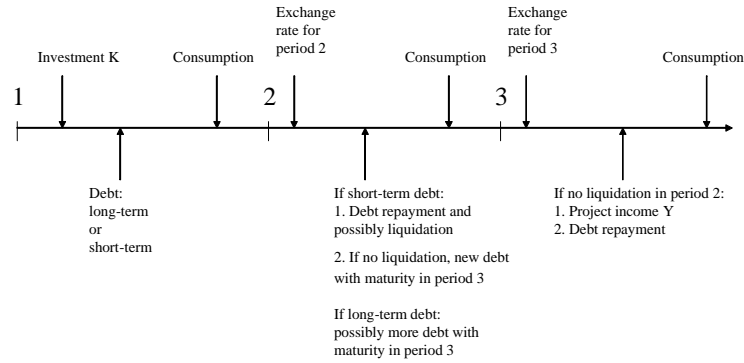 Exchange
rate for
period 2
Exchange
rate for
period 3
Investment K
Consumption
Consumption
Consumption
1
2
3
Debt:
long-term
or
short-term
If short-term debt:
1. Debt repayment and
possibly liquidation
2. If no liquidation, new debt
with maturity in period 3
If long-term debt:
possibly more debt with
maturity in period 3
If no liquidation in period 2:
1. Project income Y
2. Debt repayment